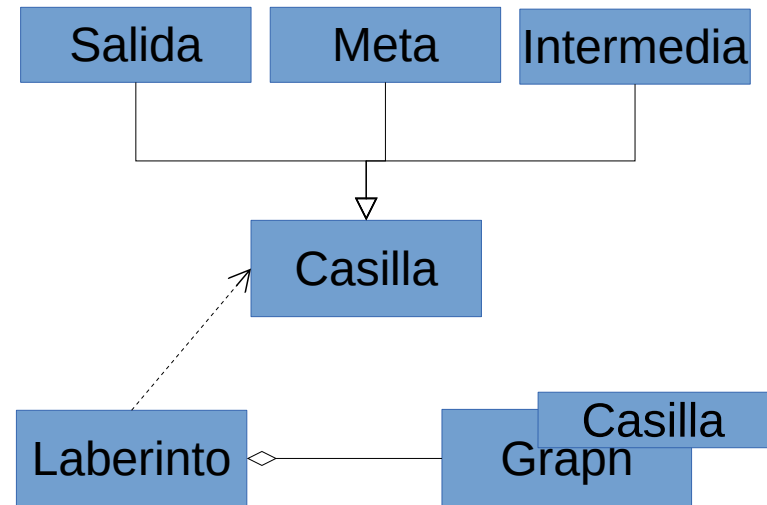 Salida
Meta
Intermedia
Casilla
Casilla
Laberinto
Graph